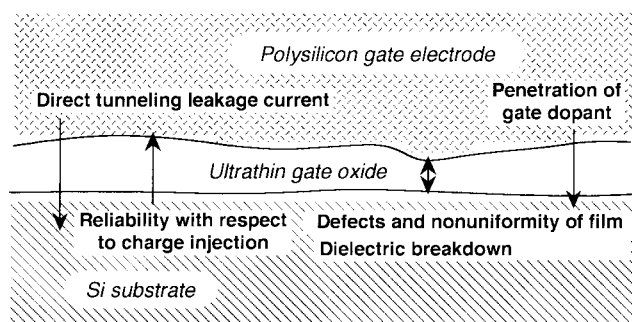 Polysilicon gate electrode
Direct tunneling leakage current
Penetration of
gate dopant
Ultrathin gate oxide
Reliability with respect
to charge injection
Defects and nonuniformity of film
Dielectric breakdown
Si substrate